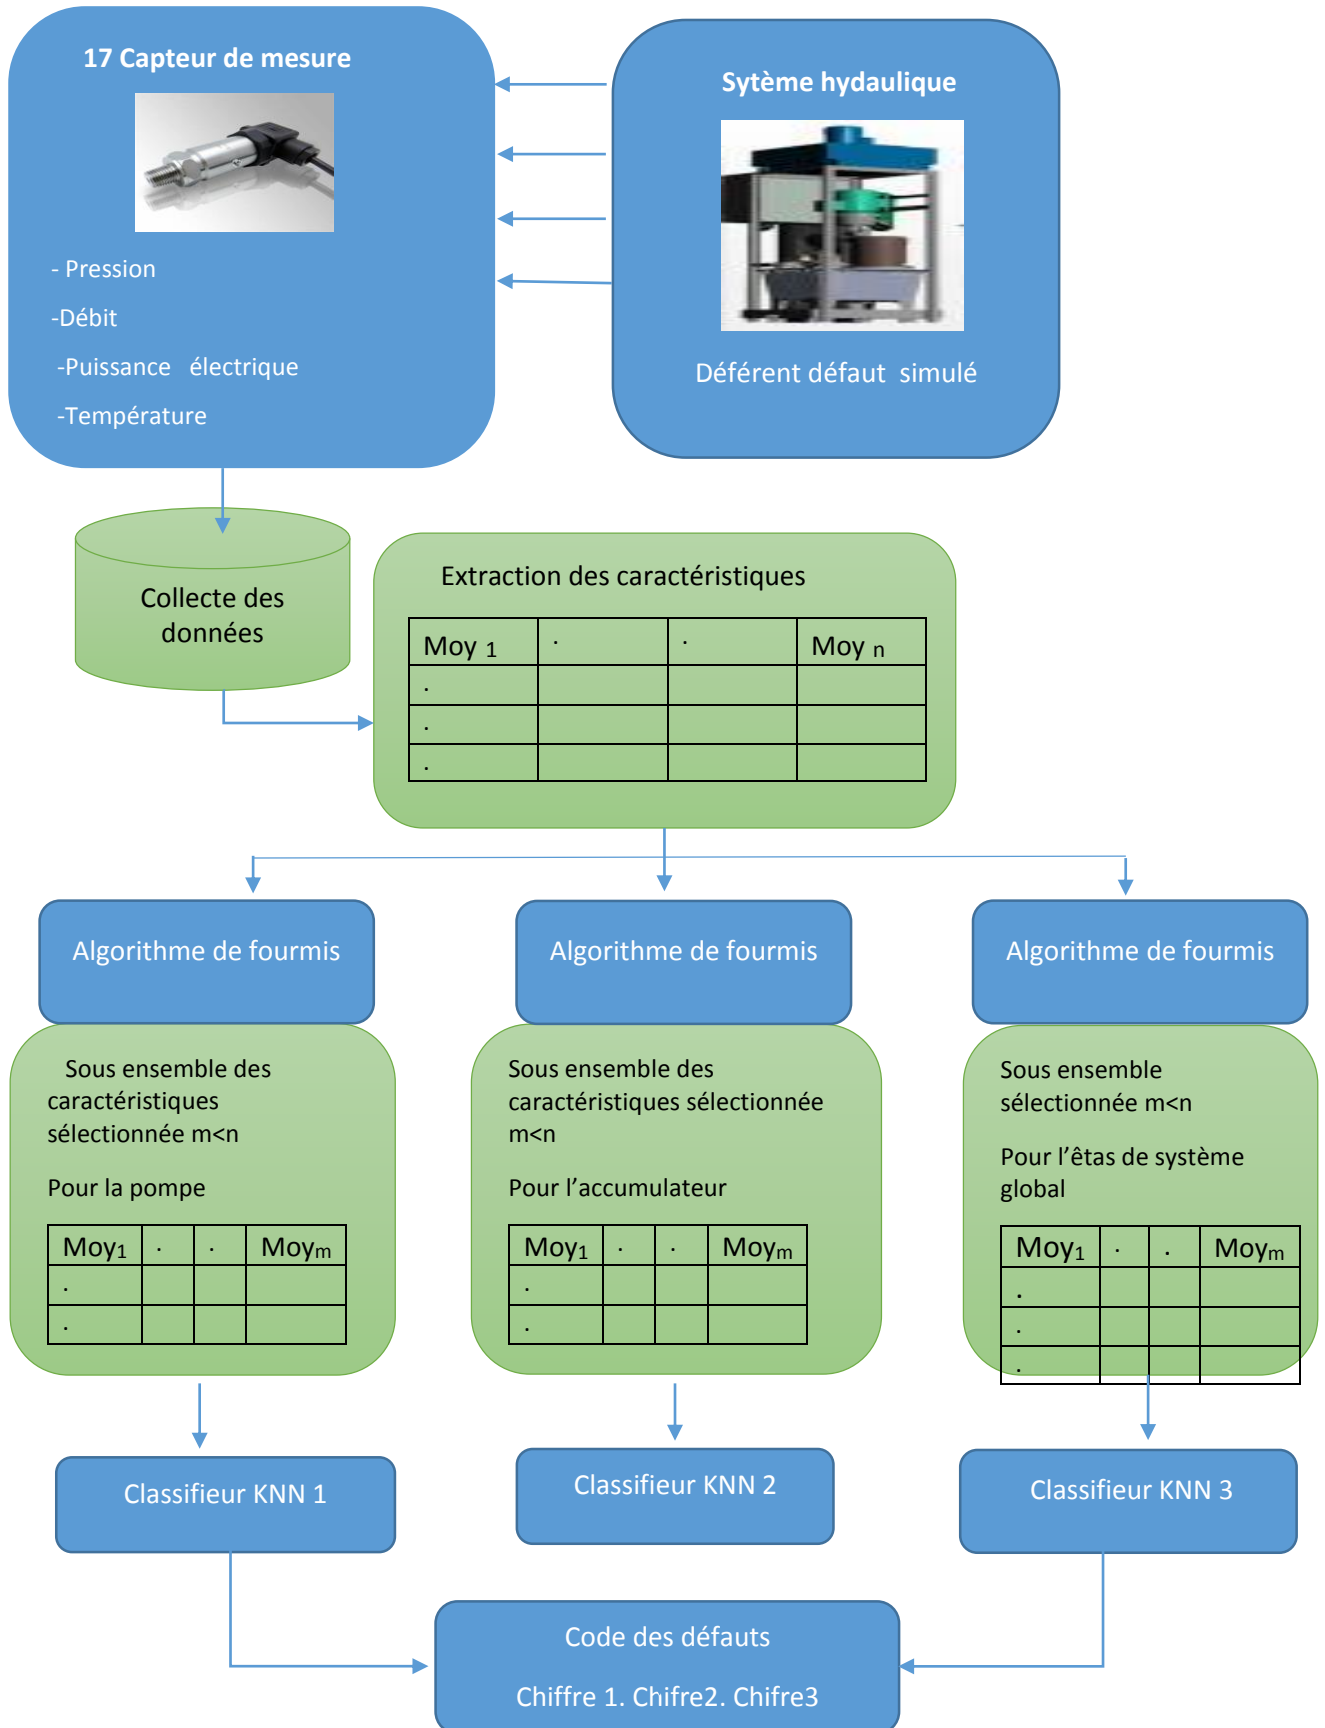 17 Capteur de mesure
- Pression
-Débit
-Puissance électrique
-Température
Sytème hydaulique
Déférent défaut simulé
Collecte des
données
Extraction des caractéristiques
Moy 1 . . Moy n
.
.
.
Algorithme de fourmis
Algorithme de fourmis
Algorithme de fourmis
Sous ensemble des
caractéristiques
sélectionnée m<n
Pour la pompe
Moy1 . . Moym
.
.
Sous ensemble des
caractéristiques sélectionnée
m<n
Pour l’accumulateur
Moy1 . . Moym
.
.
Sous ensemble
sélectionnée m<n
Pour l’êtas de système
global
Moy1 . . Moym
.
.
.
Classifieur KNN 1
Classifieur KNN 2
Classifieur KNN 3
Code des défauts
Chiffre 1. Chifre2. Chifre3